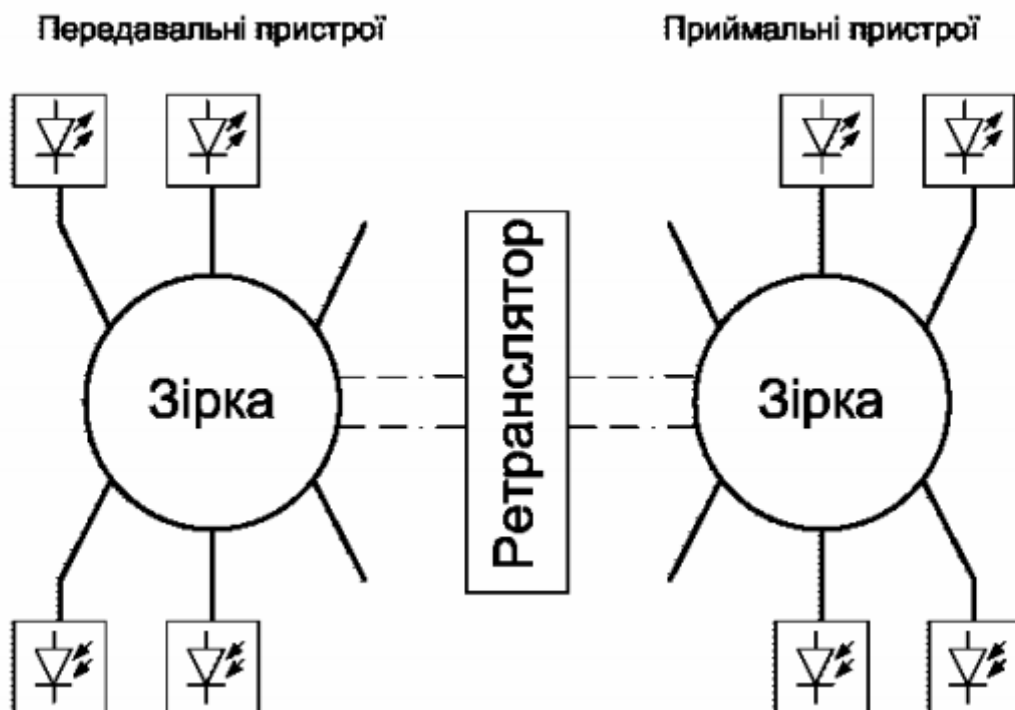 Передавальні пристрої
Приймальні пристрої
Зірка
Ретранслятор
Зірка